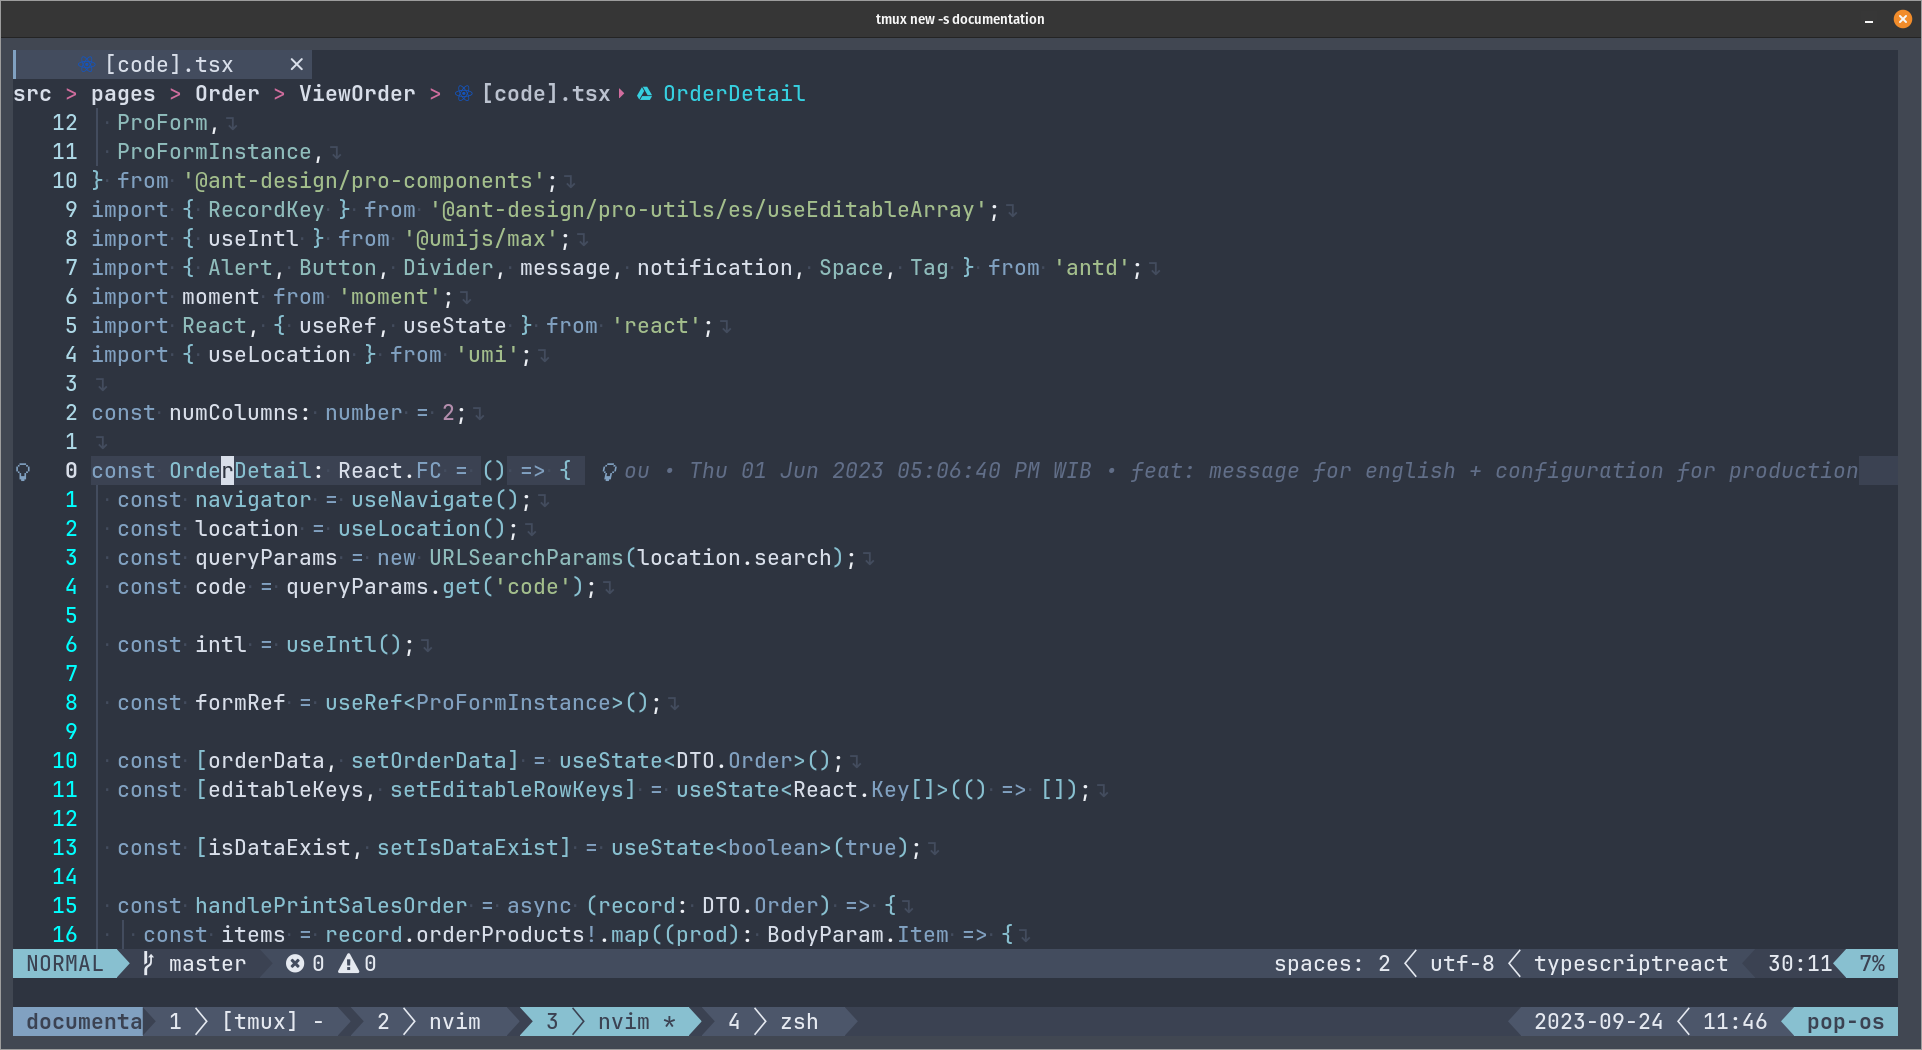 tmux new -s documentation
[code].tsx ×
src > pages > Order > ViewOrder > [code].tsx OrderDetail
12 ProForm,
11 ProFormInstance,
10 } from '@ant-design/pro-components';
9 import { RecordKey } from '@ant-design/pro-utils/es/useEditableArray';
8 import { useIntl } from '@umijs/max';
7 import { Alert, Button, Divider, message, notification, Space, Tag } from 'antd';
6 import moment from 'moment';
5 import React, { useRef, useState } from 'react';
4 import { useLocation } from 'umi';
3
2 const numColumns: number = 2;
1
0 const OrderDetail: React.FC = () => { ou • Thu 01 Jun 2023 05:06:40 PM WIB • feat: message for english + configuration for production
1 const navigator = useNavigate();
2 const location = useLocation();
3 const queryParams = new URLSearchParams(location.search);
4 const code = queryParams.get('code');
5
6 const intl = useIntl();
7
8 const formRef = useRef<ProFormInstance>();
9
10 const [orderData, setOrderData] = useState<DTO.Order>();
11 const [editableKeys, setEditableRowKeys] = useState<React.Key[]>(() => []);
12
13 const [isDataExist, setIsDataExist] = useState<boolean>(true);
14
15 const handlePrintSalesOrder = async (record: DTO.Order) => {
16 const items = record.orderProducts!.map((prod): BodyParam.Item => {
NORMAL master 0 0 spaces: 2 utf-8 typescriptreact 30:11 7%
documenta 1 [tmux] - 2 nvim 3 nvim * 4 zsh 2023-09-24 11:46 pop-os